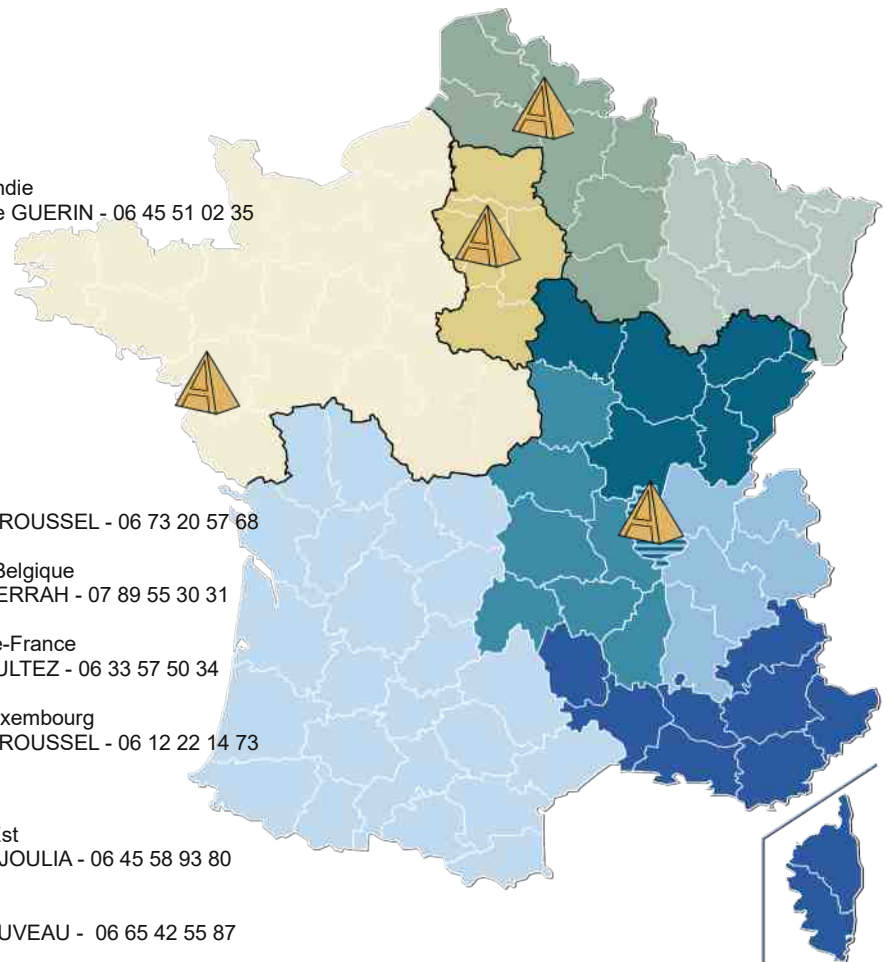 ndie
e GUERIN - 06 45 51 02 35
ROUSSEL - 06 73 20 57 68
Belgique
ERRAH - 07 89 55 30 31
e-France
ULTEZ - 06 33 57 50 34
uxembourg
ROUSSEL - 06 12 22 14 73
Est
JOULIA - 06 45 58 93 80
UVEAU - 06 65 42 55 87